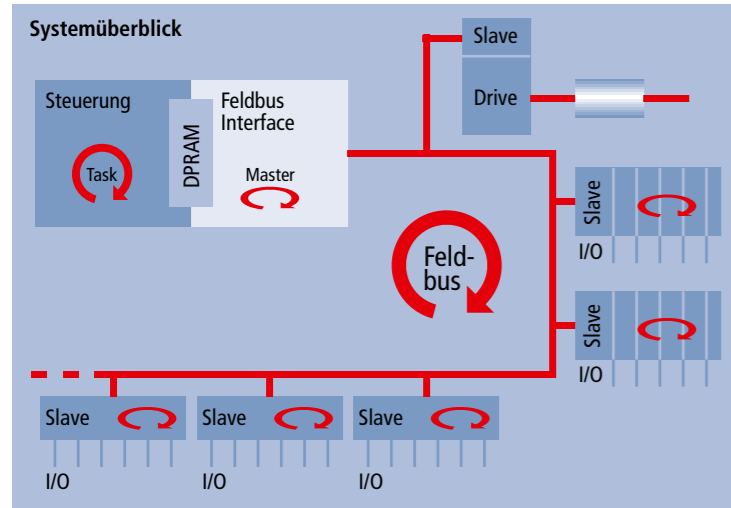 Systemüberblick
Slave
Drive
Steuerung
Task
DPRAM
Feldbus
Interface
Master
Slave
I/O
Feld-
bus
Slave
I/O
Slave
I/O
Slave
I/O
Slave
I/O